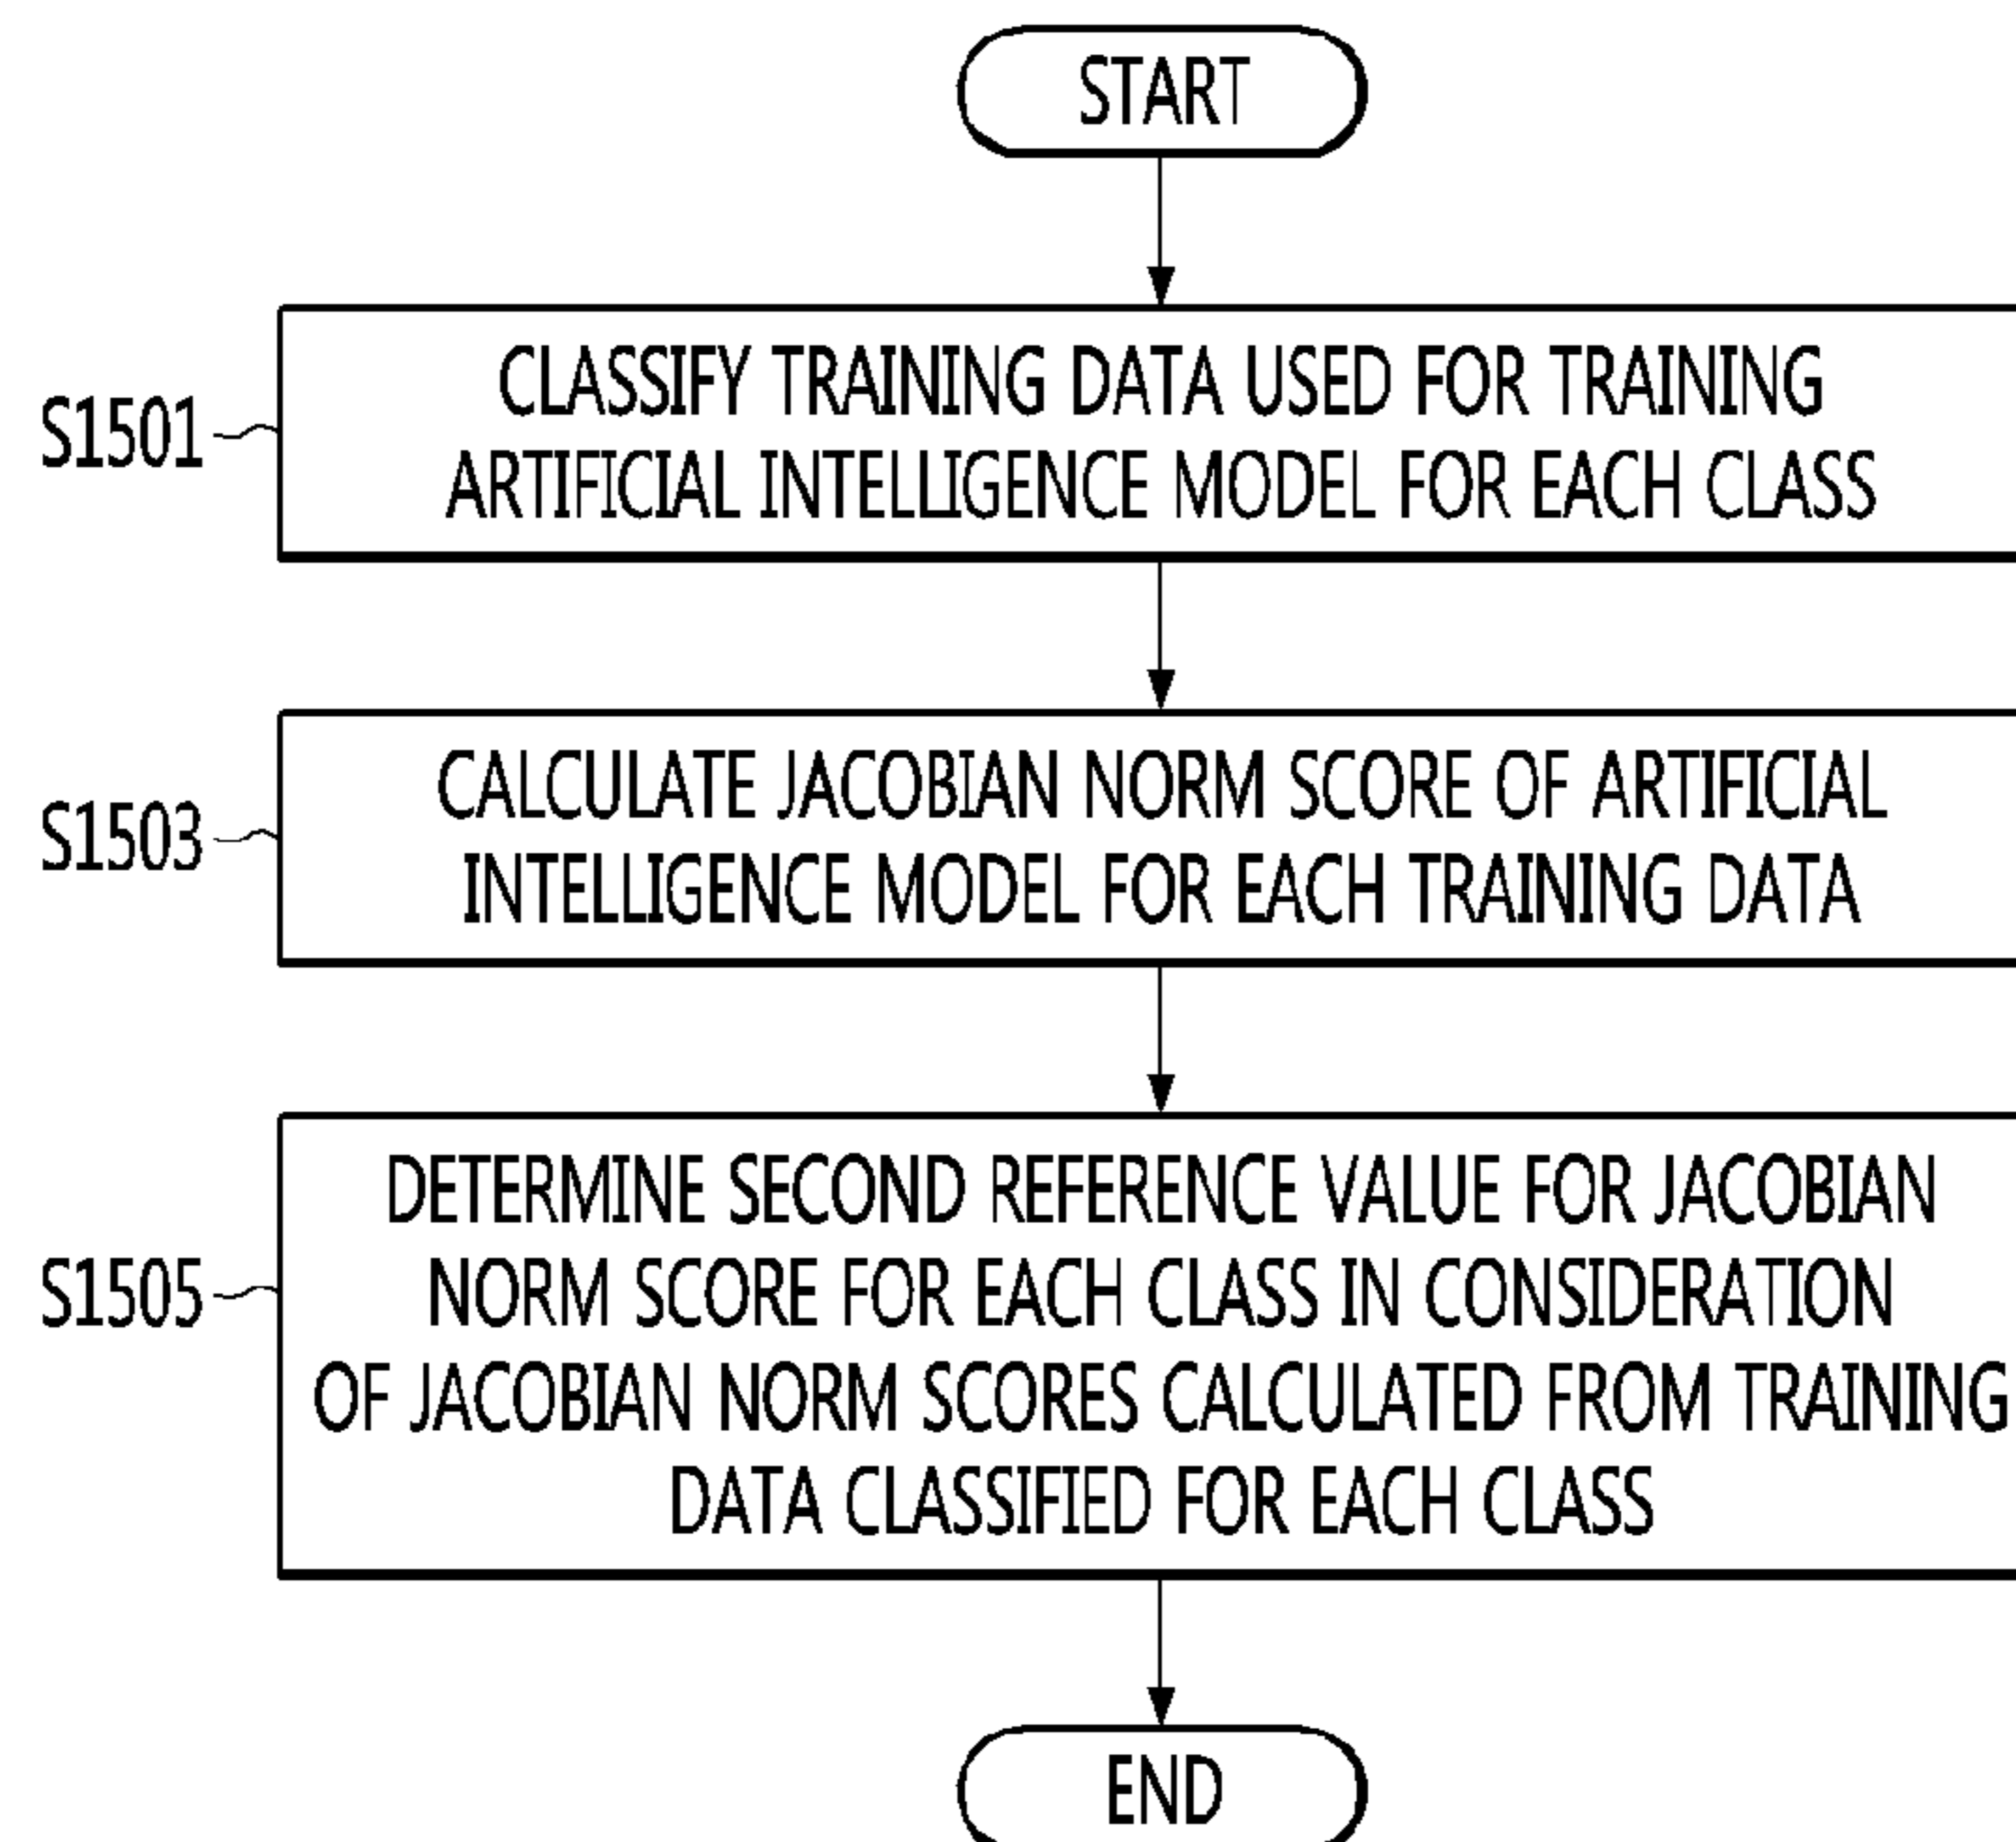 START
S1501
CLASSIFY TRAINING DATA USED FOR TRAINING
ARTIFICIAL INTELLIGENCE MODEL FOR EACH CLASS
S1503
CALCULATE JACOBIAN NORM SCORE OF ARTIFICIAL
INTELLIGENCE MODEL FOR EACH TRAINING DATA
S1505
DETERMINE SECOND REFERENCE VALUE FOR JACOBIAN
NORM SCORE FOR EACH CLASS IN CONSIDERATION
OF JACOBIAN NORM SCORES CALCULATED FROM TRAINING
DATA CLASSIFIED FOR EACH CLASS
END